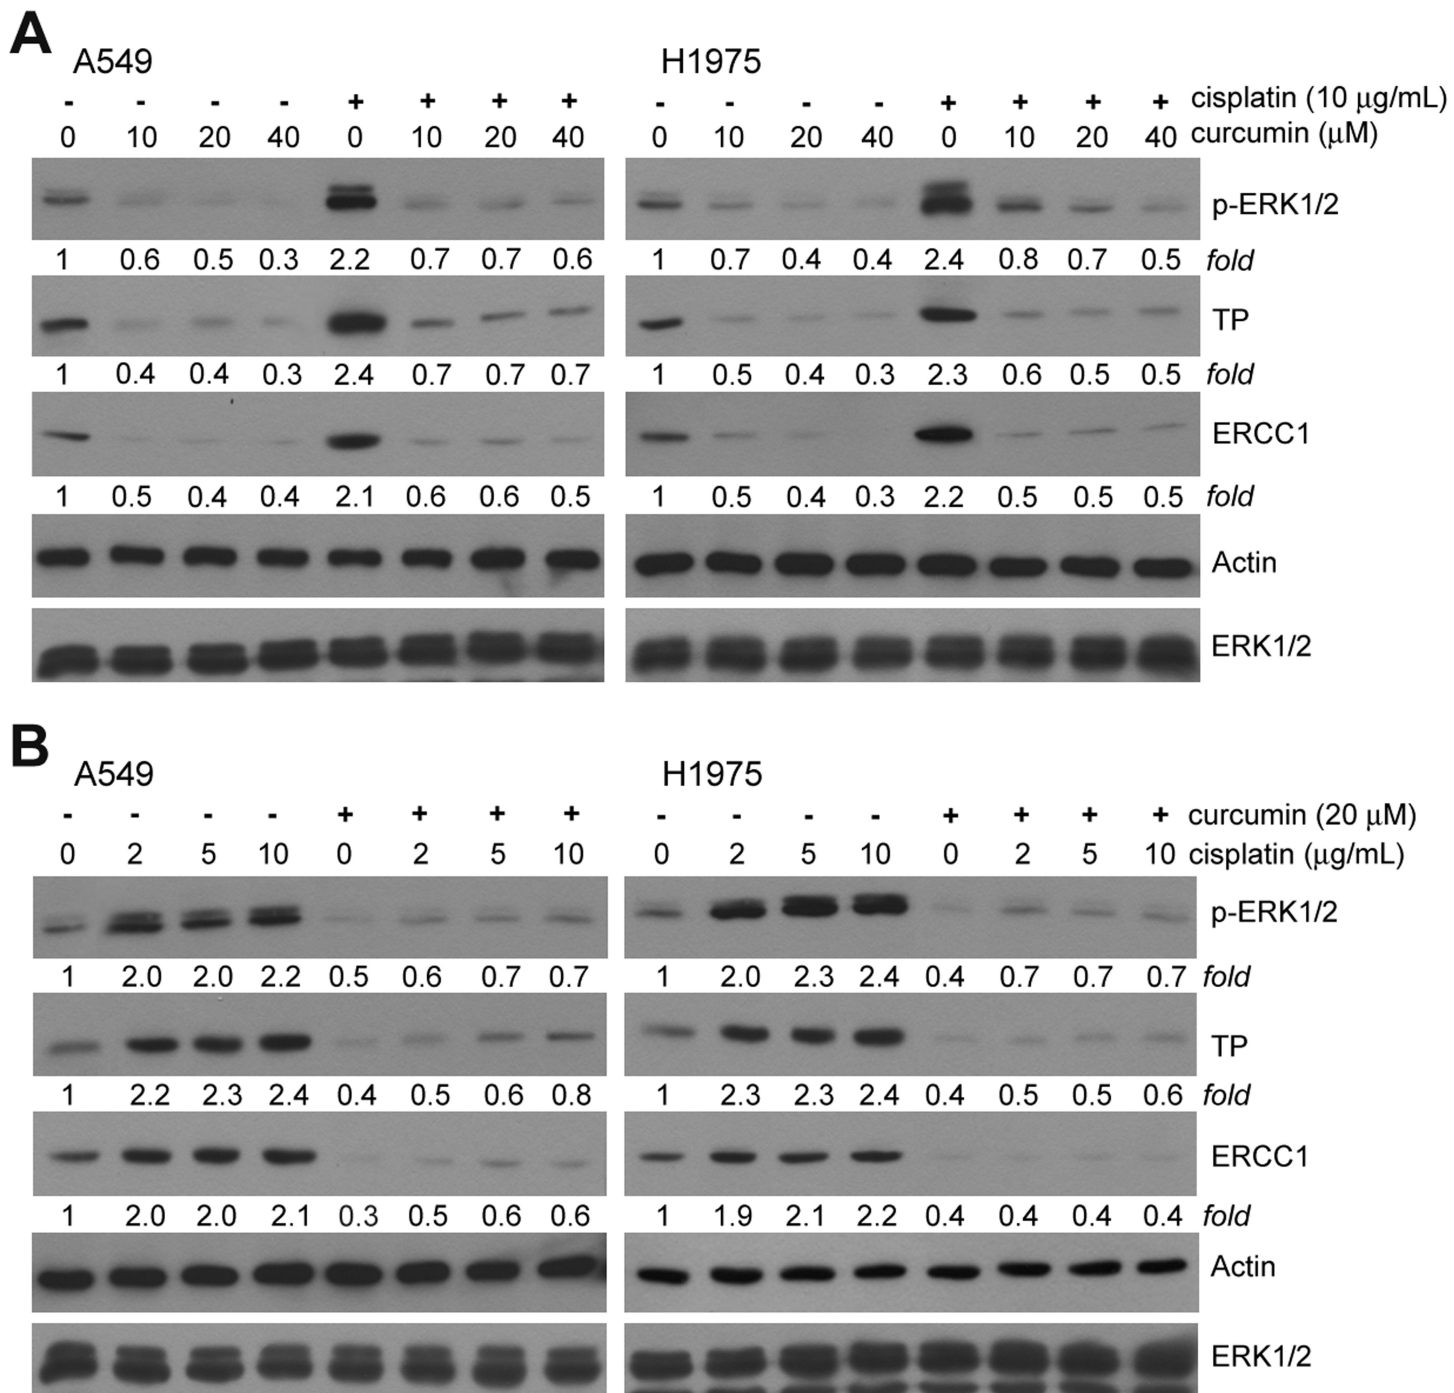 A
A549 H1975
- - - - + + + + - - - - + + + + cisplatin (10 μg/mL)
0 10 20 40 0 10 20 40 0 10 20 40 0 10 20 40 curcumin (μM)
p-ERK1/2
1 0.6 0.5 0.3 2.2 0.7 0.7 0.6 1 0.7 0.4 0.4 2.4 0.8 0.7 0.5 fold
TP
1 0.4 0.4 0.3 2.4 0.7 0.7 0.7 1 0.5 0.4 0.3 2.3 0.6 0.5 0.5 fold
ERCC1
1 0.5 0.4 0.4 2.1 0.6 0.6 0.5 1 0.5 0.4 0.3 2.2 0.5 0.5 0.5 fold
Actin
ERK1/2
B
A549 H1975
- - - - + + + + - - - - + + + + curcumin (20 μM)
0 2 5 10 0 2 5 10 0 2 5 10 0 2 5 10 cisplatin (μg/mL)
p-ERK1/2
1 2.0 2.0 2.2 0.5 0.6 0.7 0.7 1 2.0 2.3 2.4 0.4 0.7 0.7 0.7 fold
TP
1 2.2 2.3 2.4 0.4 0.5 0.6 0.8 1 2.3 2.3 2.4 0.4 0.5 0.5 0.6 fold
ERCC1
1 2.0 2.0 2.1 0.3 0.5 0.6 0.6 1 1.9 2.1 2.2 0.4 0.4 0.4 0.4 fold
Actin
ERK1/2